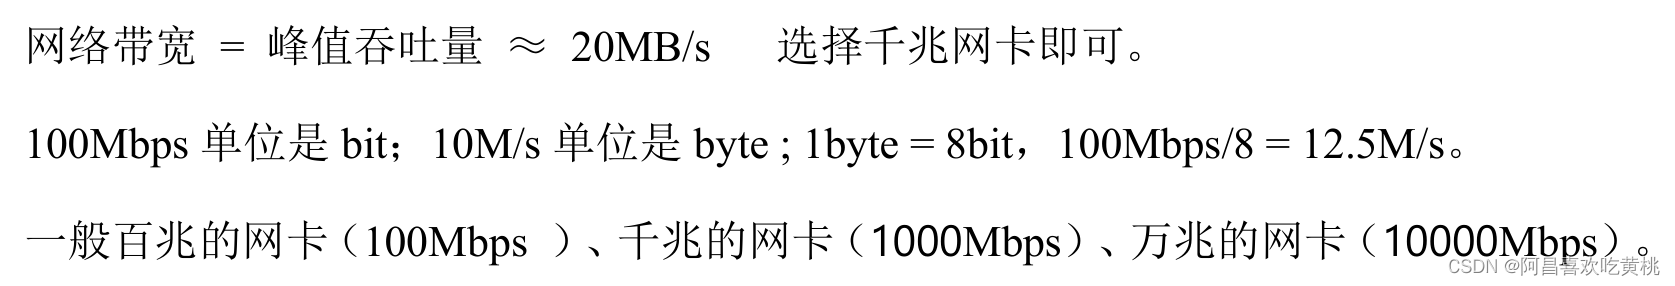 网络带宽 = 峰值吞吐量 ≈ 20MB/s 选择千兆网卡即可。
100Mbps 单位是 bit；10M/s 单位是 byte ; 1byte = 8bit，100Mbps/8 = 12.5M/s。
一般百兆的网卡（100Mbps ）、千兆的网卡（1000Mbps）、万兆的网卡（10000Mbps）。
CSDN @阿昌喜欢吃黄桃